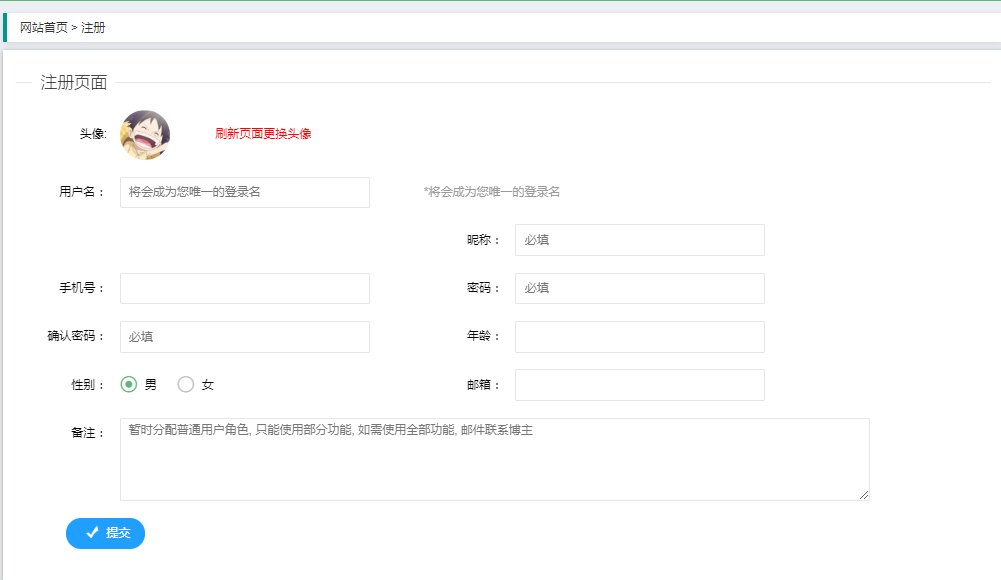 网站首页 > 注册
注册页面
头像:
刷新页面更换头像
用户名：
将会成为您唯一的登录名
*将会成为您唯一的登录名
昵称：
必填
手机号：
密码：
必填
确认密码：
必填
年龄：
性别：
男
女
邮箱：
备注：
暂时分配普通用户角色, 只能使用部分功能, 如需使用全部功能, 邮件联系博主
提交